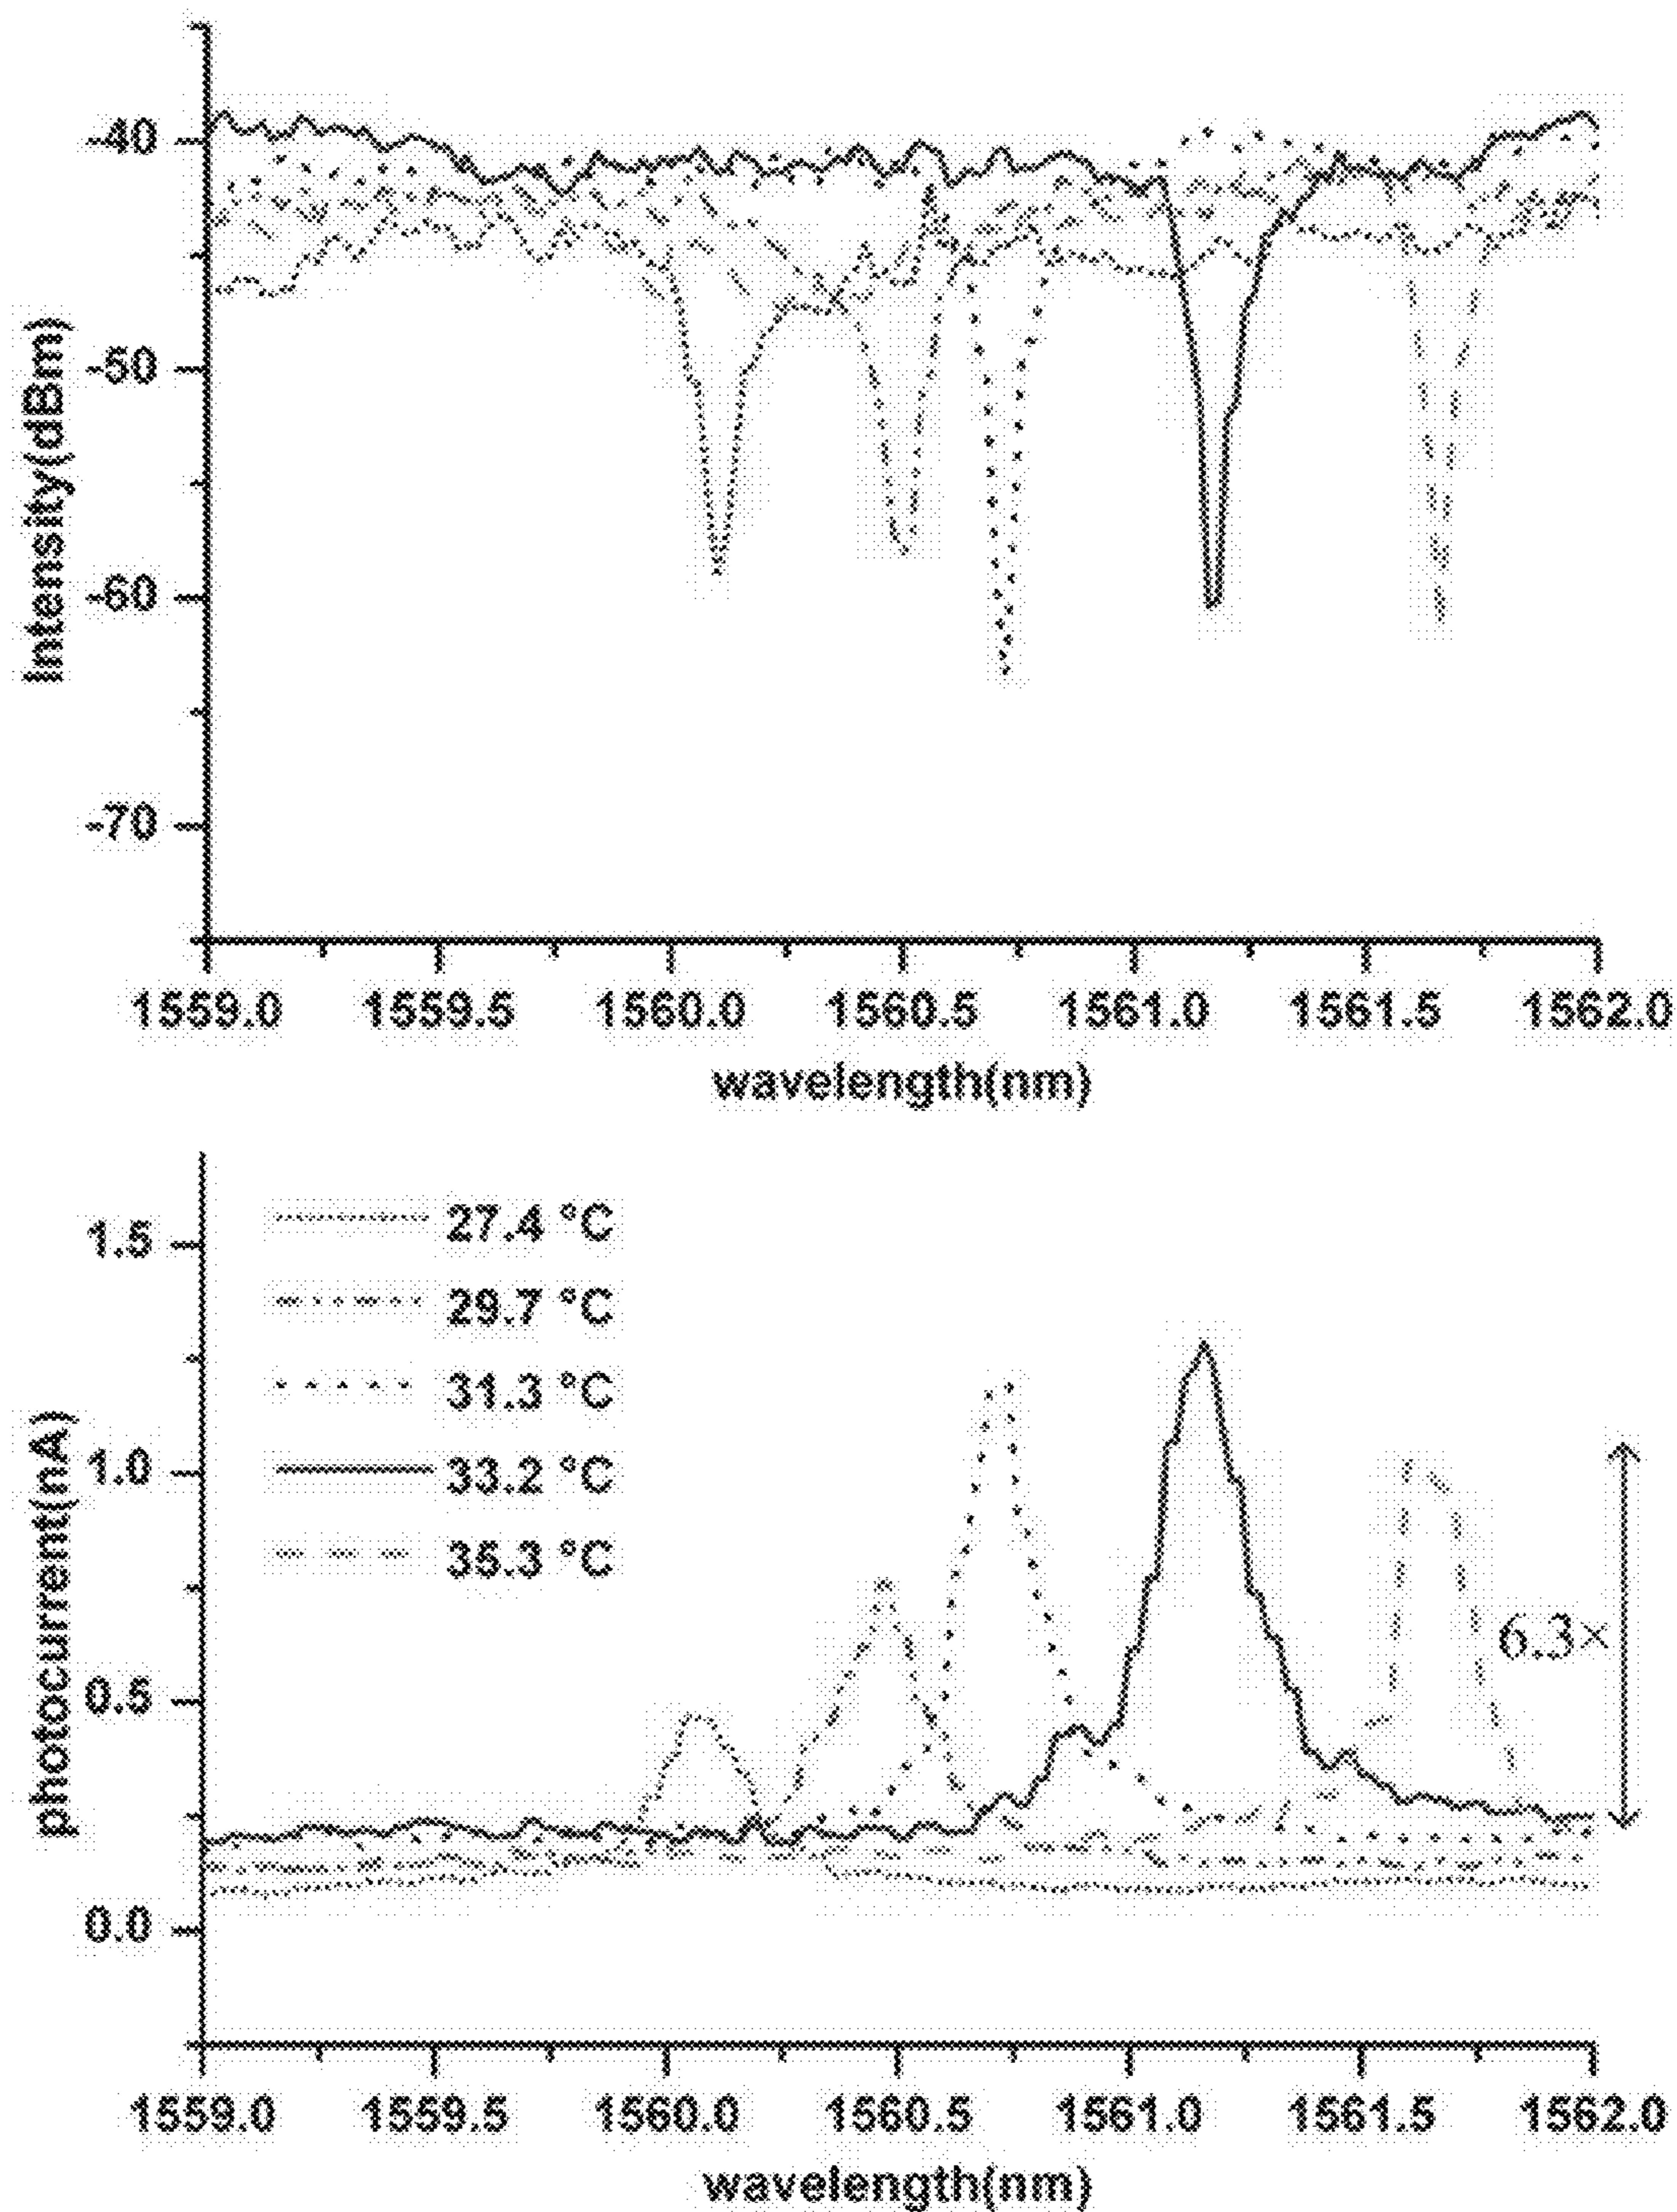 Intensity(dBm)
-40
-50
-60
-70
1559.0 1559.5 1560.0 1560.5 1561.0 1561.5 1562.0
wavelength(nm)
photocurrent(nA)
1.5
1.0
0.5
0.0
27.4 °C
29.7 °C
31.3 °C
33.2 °C
35.3 °C
6.3×
1559.0 1559.5 1560.0 1560.5 1561.0 1561.5 1562.0
wavelength(nm)